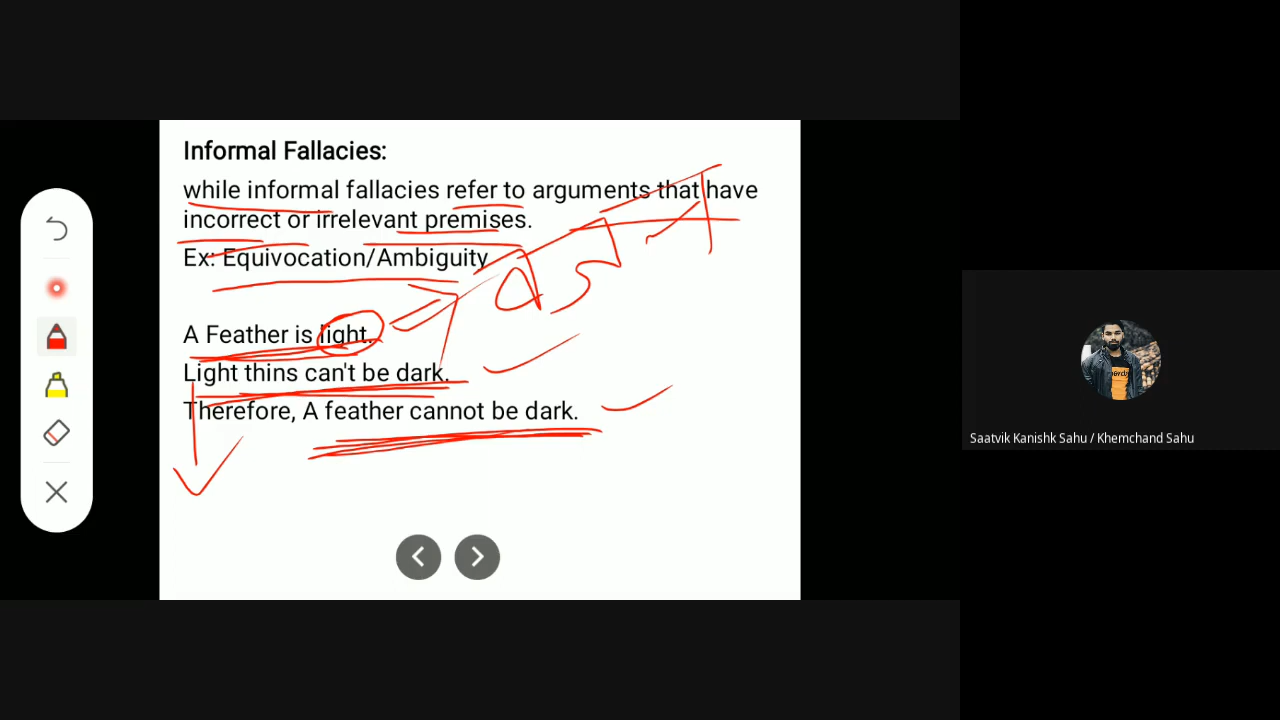 Informal Fallacies:
while informal fallacies refer to arguments that have
incorrect or irrelevant premises.
Ex: Equivocation/Ambiguity
A Feather is light.
Light thins can't be dark.
Therefore, A feather cannot be dark.
Saatvik Kanishk Sahu / Khemchand Sahu